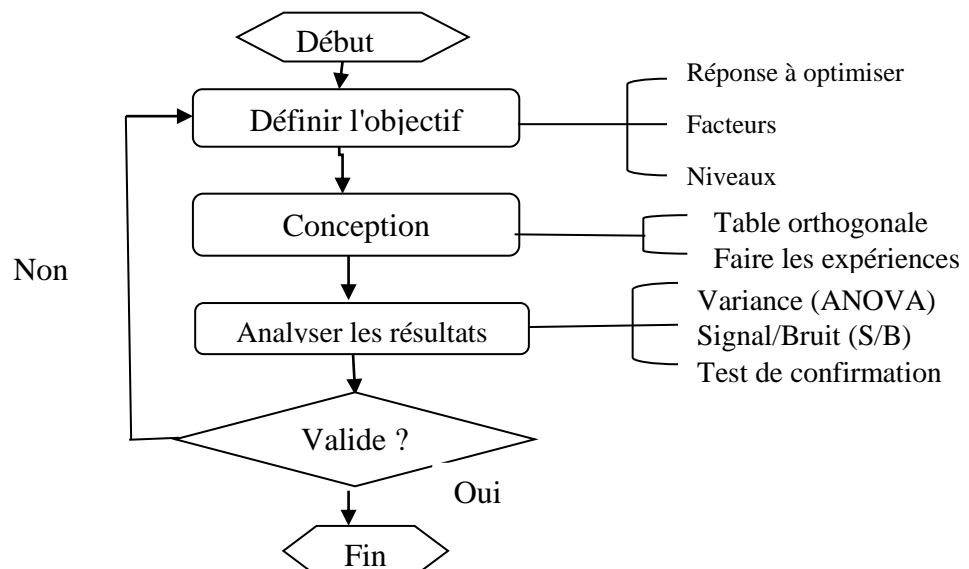 Début
Définir l'objectif
Réponse à optimiser
Facteurs
Niveaux
Conception
Table orthogonale
Faire les expériences
Analyser les résultats
Variance (ANOVA)
Signal/Bruit (S/B)
Test de confirmation
Valide ?
Non
Oui
Fin